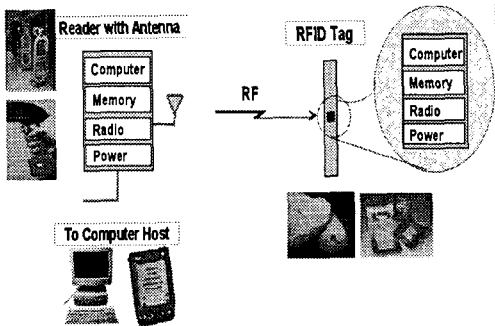 Reader with Antenna
Computer
Memory
Radio
Power
To Computer Host
RF
RFID Tag
Computer
Memory
Radio
Power